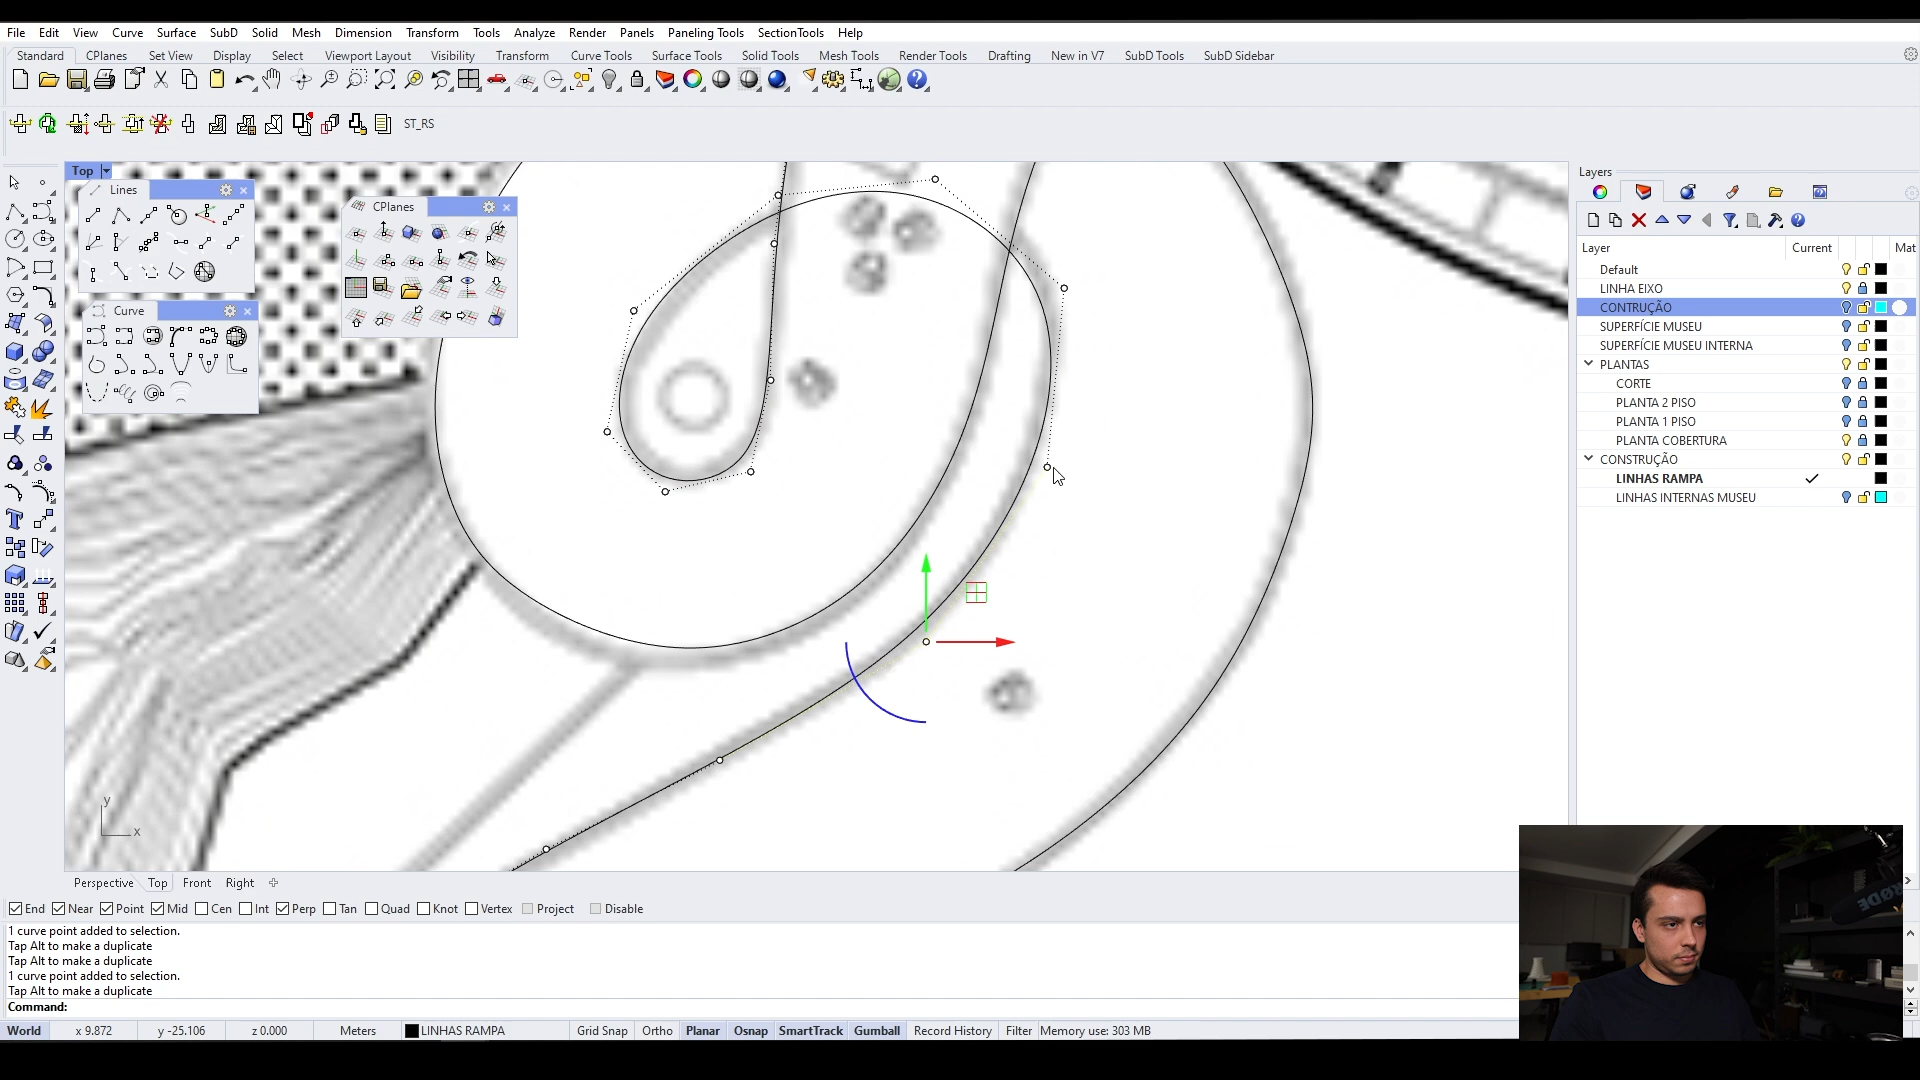 File Edit View Curve Surface Solid SubD Mesh Dimension Transform Tools Analyze Render Panels Paneling Tools SectionTools Help
Standard CPlanes Set View Display Select Viewport Layout Visibility Transform Curve Tools Surface Tools Solid Tools Mesh Tools Render Tools Drafting New in V7 SubD Tools SubD Sidebar
ST_RS
Top
Lines
CPlanes
Curve
y
x
Layers
Layer Current Mat
Default
LINHA EIXO
CONTRUÇÃO
SUPERFÍCIE MUSEU
SUPERFÍCIE MUSEU INTERNA
PLANTAS
CORTE
PLANTA 2 PISO
PLANTA 1 PISO
PLANTA COBERTURA
CONSTRUÇÃO
LINHAS RAMPA
LINHAS INTERNAS MUSEU
Perspective Top Front Right
End Near Point Mid Cen Int Perp Tan Quad Knot Vertex Project Disable
1 curve point added to selection.
Tap Alt to make a duplicate
Tap Alt to make a duplicate
1 curve point added to selection.
Tap Alt to make a duplicate
Command:
World x 9.872 y -25.106 z 0.000 Meters LINHAS RAMPA Grid Snap Ortho Planar Osnap SmartTrack Gumball Record History Filter Memory use: 303 MB
RØDE